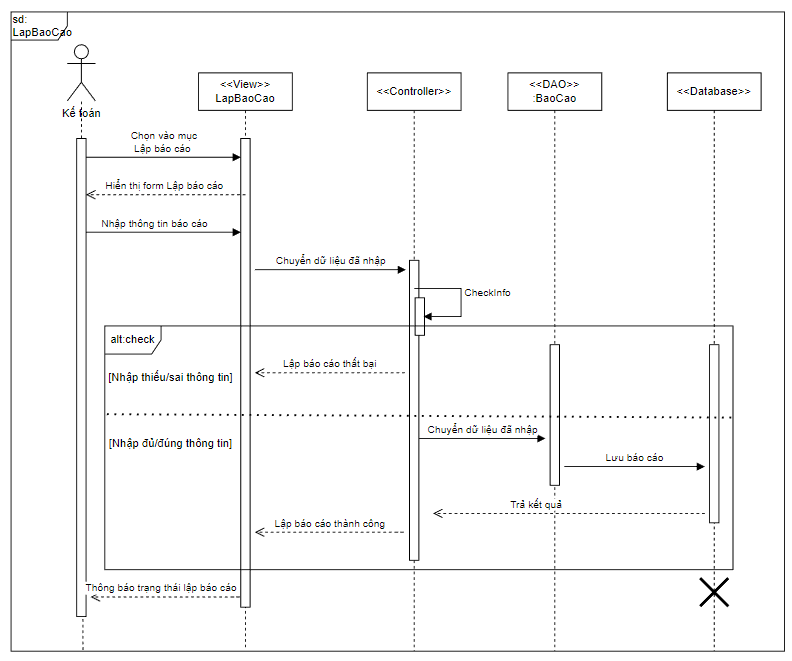 sd:
LapBaoCao
<<View>>
LapBaoCao
<<Controller>>
<<DAO>>
:BaoCao
<<Database>>
Kế toán
Chọn vào mục
Lập báo cáo
Hiển thị form Lập báo cáo
Nhập thông tin báo cáo
Chuyển dữ liệu đã nhập
CheckInfo
alt:check
Lập báo cáo thất bại
[Nhập thiếu/sai thông tin]
Chuyển dữ liệu đã nhập
[Nhập đủ/đúng thông tin]
Lưu báo cáo
Trả kết quả
Lập báo cáo thành công
Thông báo trạng thái lập báo cáo